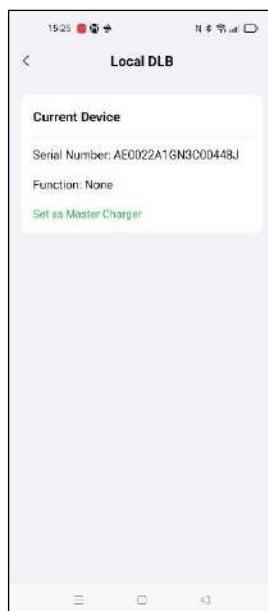 15:25
Local DLB
Current Device
Serial Number: AE0022A1GN3C00448J
Function: None
Set as Master Charger